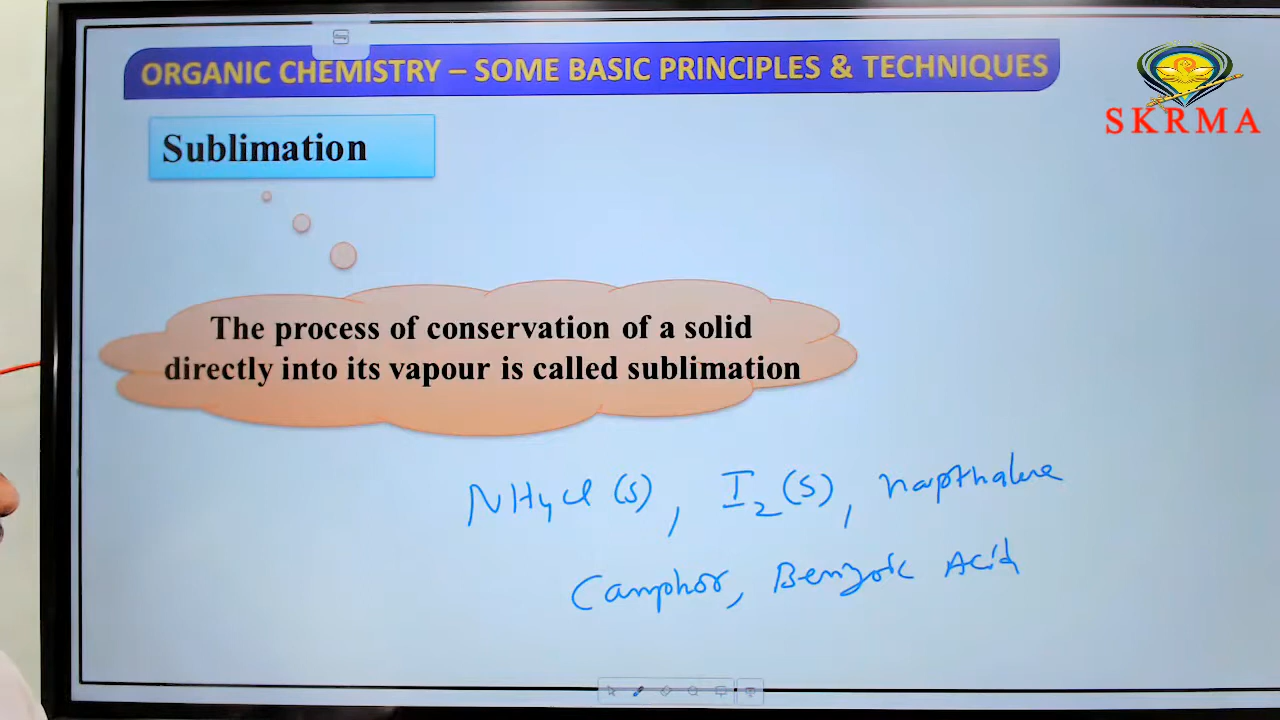 ORGANIC CHEMISTRY – SOME BASIC PRINCIPLES & TECHNIQUES
SKRMA
Sublimation
The process of conservation of a solid
directly into its vapour is called sublimation
NH4Cl (s), I2 (s), napthalene
Camphor, Benzoic Acid